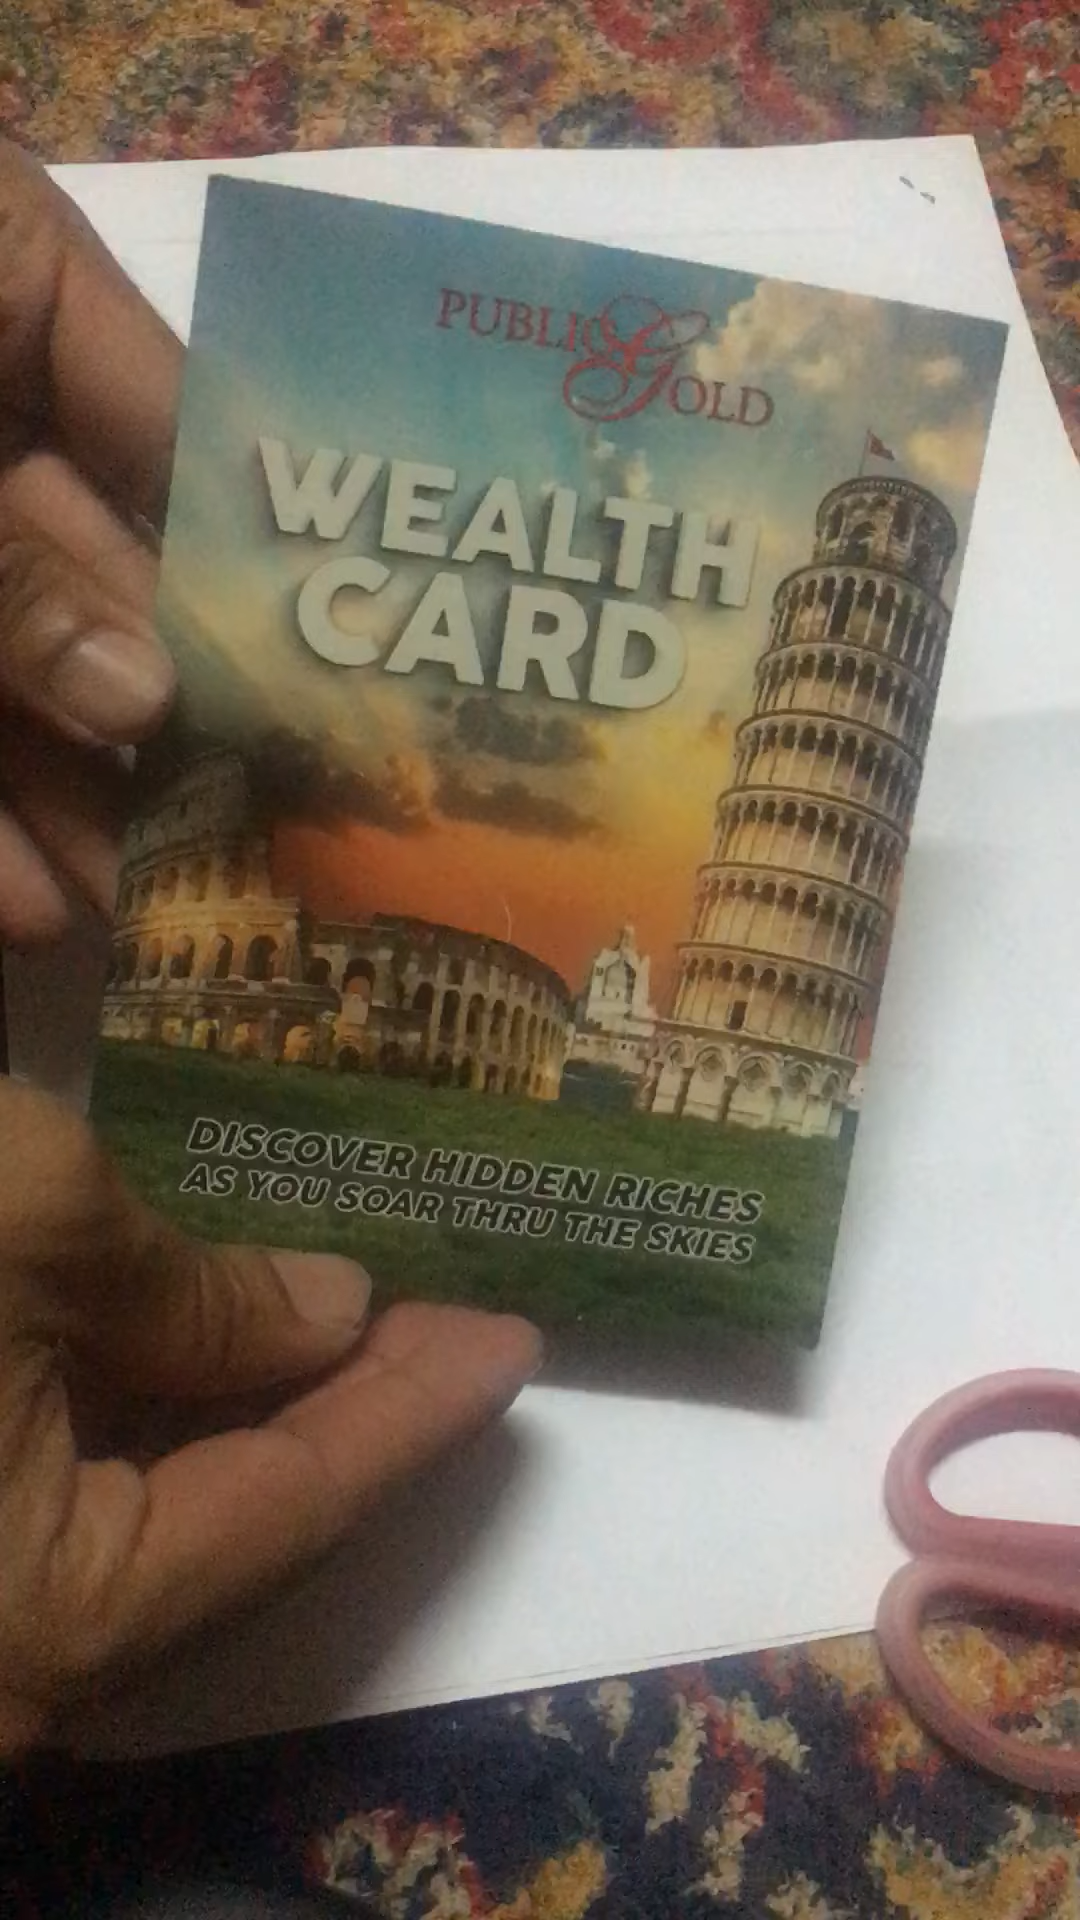 PUBLIC GOLD
WEALTH
CARD
DISCOVER HIDDEN RICHES
AS YOU SOAR THRU THE SKIES